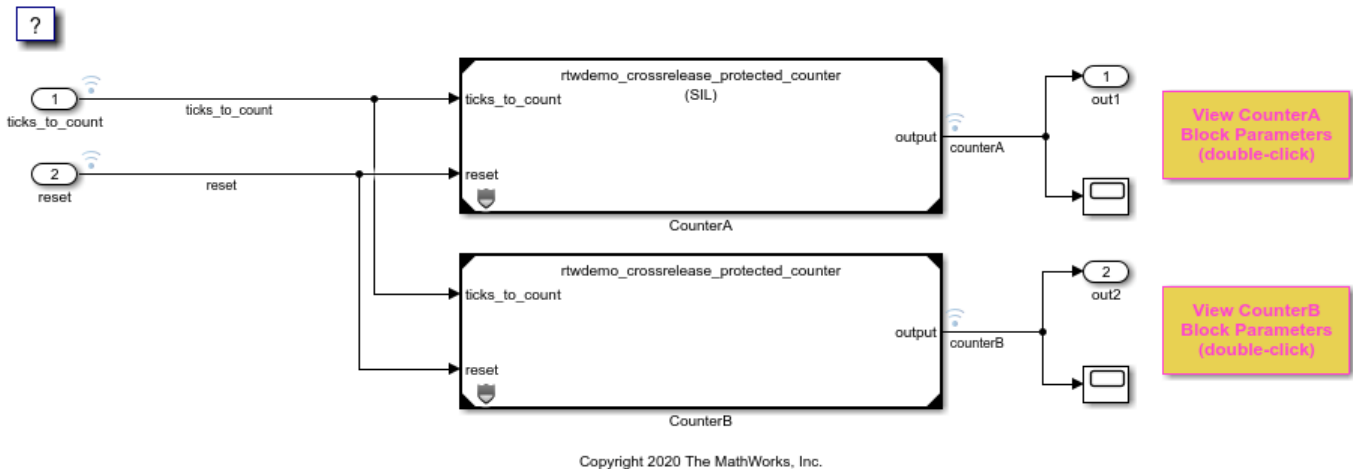 ?
1
ticks_to_count
ticks_to_count
2
reset
reset
rtwdemo_crossrelease_protected_counter
(SIL)
ticks_to_count
output
reset
CounterA
counterA
1
out1
View CounterA
Block Parameters
(double-click)
rtwdemo_crossrelease_protected_counter
ticks_to_count
output
reset
CounterB
counterB
2
out2
View CounterB
Block Parameters
(double-click)
Copyright 2020 The MathWorks, Inc.